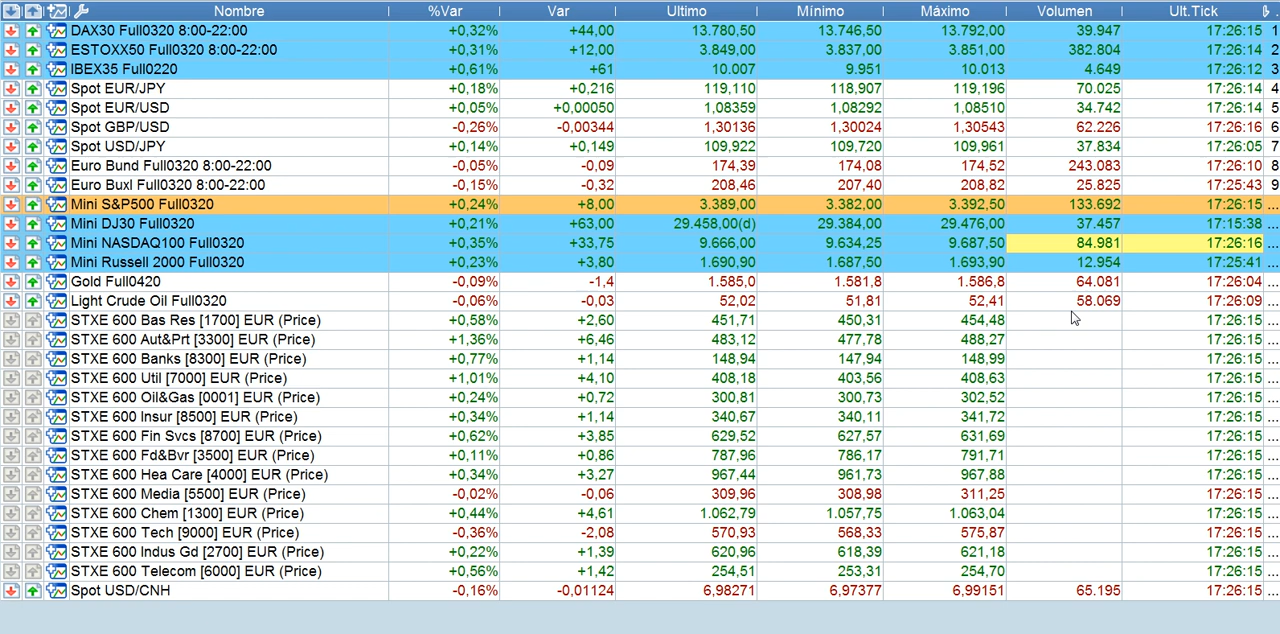 Nombre %Var Var Ultimo Mínimo Máximo Volumen Ult.Tick
DAX30 Full0320 8:00-22:00 +0,32% +44,00 13.780,50 13.746,50 13.792,00 39.947 17:26:15 1
ESTOXX50 Full0320 8:00-22:00 +0,31% +12,00 3.849,00 3.837,00 3.851,00 382.804 17:26:14 2
IBEX35 Full0220 +0,61% +61 10.007 9.951 10.013 4.649 17:26:12 3
Spot EUR/JPY +0,18% +0,216 119,110 118,907 119,196 70.025 17:26:14 4
Spot EUR/USD +0,05% +0,00050 1,08359 1,08292 1,08510 34.742 17:26:14 5
Spot GBP/USD -0,26% -0,00344 1,30136 1,30024 1,30543 62.226 17:26:16 6
Spot USD/JPY +0,14% +0,149 109,922 109,720 109,961 37.834 17:26:05 7
Euro Bund Full0320 8:00-22:00 -0,05% -0,09 174,39 174,08 174,52 243.083 17:26:10 8
Euro Buxl Full0320 8:00-22:00 -0,15% -0,32 208,46 207,40 208,82 25.825 17:25:43 9
Mini S&P500 Full0320 +0,24% +8,00 3.389,00 3.382,00 3.392,50 133.692 17:26:15 ...
Mini DJ30 Full0320 +0,21% +63,00 29.458,00(d) 29.384,00 29.476,00 37.457 17:15:38 ...
Mini NASDAQ100 Full0320 +0,35% +33,75 9.666,00 9.634,25 9.687,50 84.981 17:26:16 ...
Mini Russell 2000 Full0320 +0,23% +3,80 1.690,90 1.687,50 1.693,90 12.954 17:25:41 ...
Gold Full0420 -0,09% -1,4 1.585,0 1.581,8 1.586,8 64.081 17:26:04 ...
Light Crude Oil Full0320 -0,06% -0,03 52,02 51,81 52,41 58.069 17:26:09 ...
STXE 600 Bas Res [1700] EUR (Price) +0,58% +2,60 451,71 450,31 454,48 17:26:15 ...
STXE 600 Aut&Prt [3300] EUR (Price) +1,36% +6,46 483,12 477,78 488,27 17:26:15 ...
STXE 600 Banks [8300] EUR (Price) +0,77% +1,14 148,94 147,94 148,99 17:26:15 ...
STXE 600 Util [7000] EUR (Price) +1,01% +4,10 408,18 403,56 408,63 17:26:15 ...
STXE 600 Oil&Gas [0001] EUR (Price) +0,24% +0,72 300,81 300,73 302,52 17:26:15 ...
STXE 600 Insur [8500] EUR (Price) +0,34% +1,14 340,67 340,11 341,72 17:26:15 ...
STXE 600 Fin Svcs [8700] EUR (Price) +0,62% +3,85 629,52 627,57 631,69 17:26:15 ...
STXE 600 Fd&Bvr [3500] EUR (Price) +0,11% +0,86 787,96 786,17 791,71 17:26:15 ...
STXE 600 Hea Care [4000] EUR (Price) +0,34% +3,27 967,44 961,73 967,88 17:26:15 ...
STXE 600 Media [5500] EUR (Price) -0,02% -0,06 309,96 308,98 311,25 17:26:15 ...
STXE 600 Chem [1300] EUR (Price) +0,44% +4,61 1.062,79 1.057,75 1.063,04 17:26:15 ...
STXE 600 Tech [9000] EUR (Price) -0,36% -2,08 570,93 568,33 575,87 17:26:15 ...
STXE 600 Indus Gd [2700] EUR (Price) +0,22% +1,39 620,96 618,39 621,18 17:26:15 ...
STXE 600 Telecom [6000] EUR (Price) +0,56% +1,42 254,51 253,31 254,70 17:26:15 ...
Spot USD/CNH -0,16% -0,01124 6,98271 6,97377 6,99151 65.195 17:26:15 ...